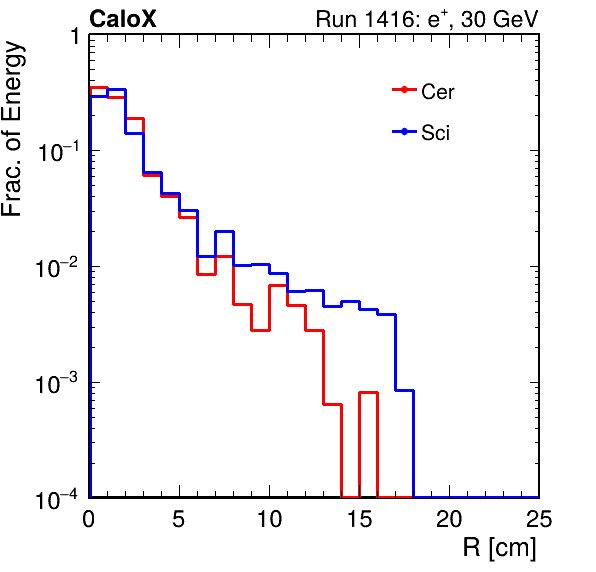 CaloX Run 1416: e⁺, 30 GeV
Frac. of Energy
1
10⁻¹
10⁻²
10⁻³
10⁻⁴
Cer
Sci
0 5 10 15 20 25
R [cm]